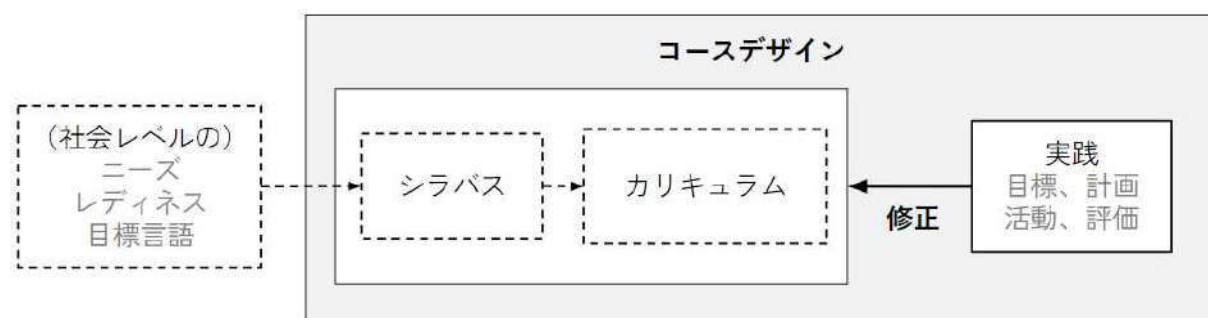 コースデザイン
（社会レベルの）
ニーズ
レディネス
目標言語
シラバス
カリキュラム
修正
実践
目標、計画
活動、評価